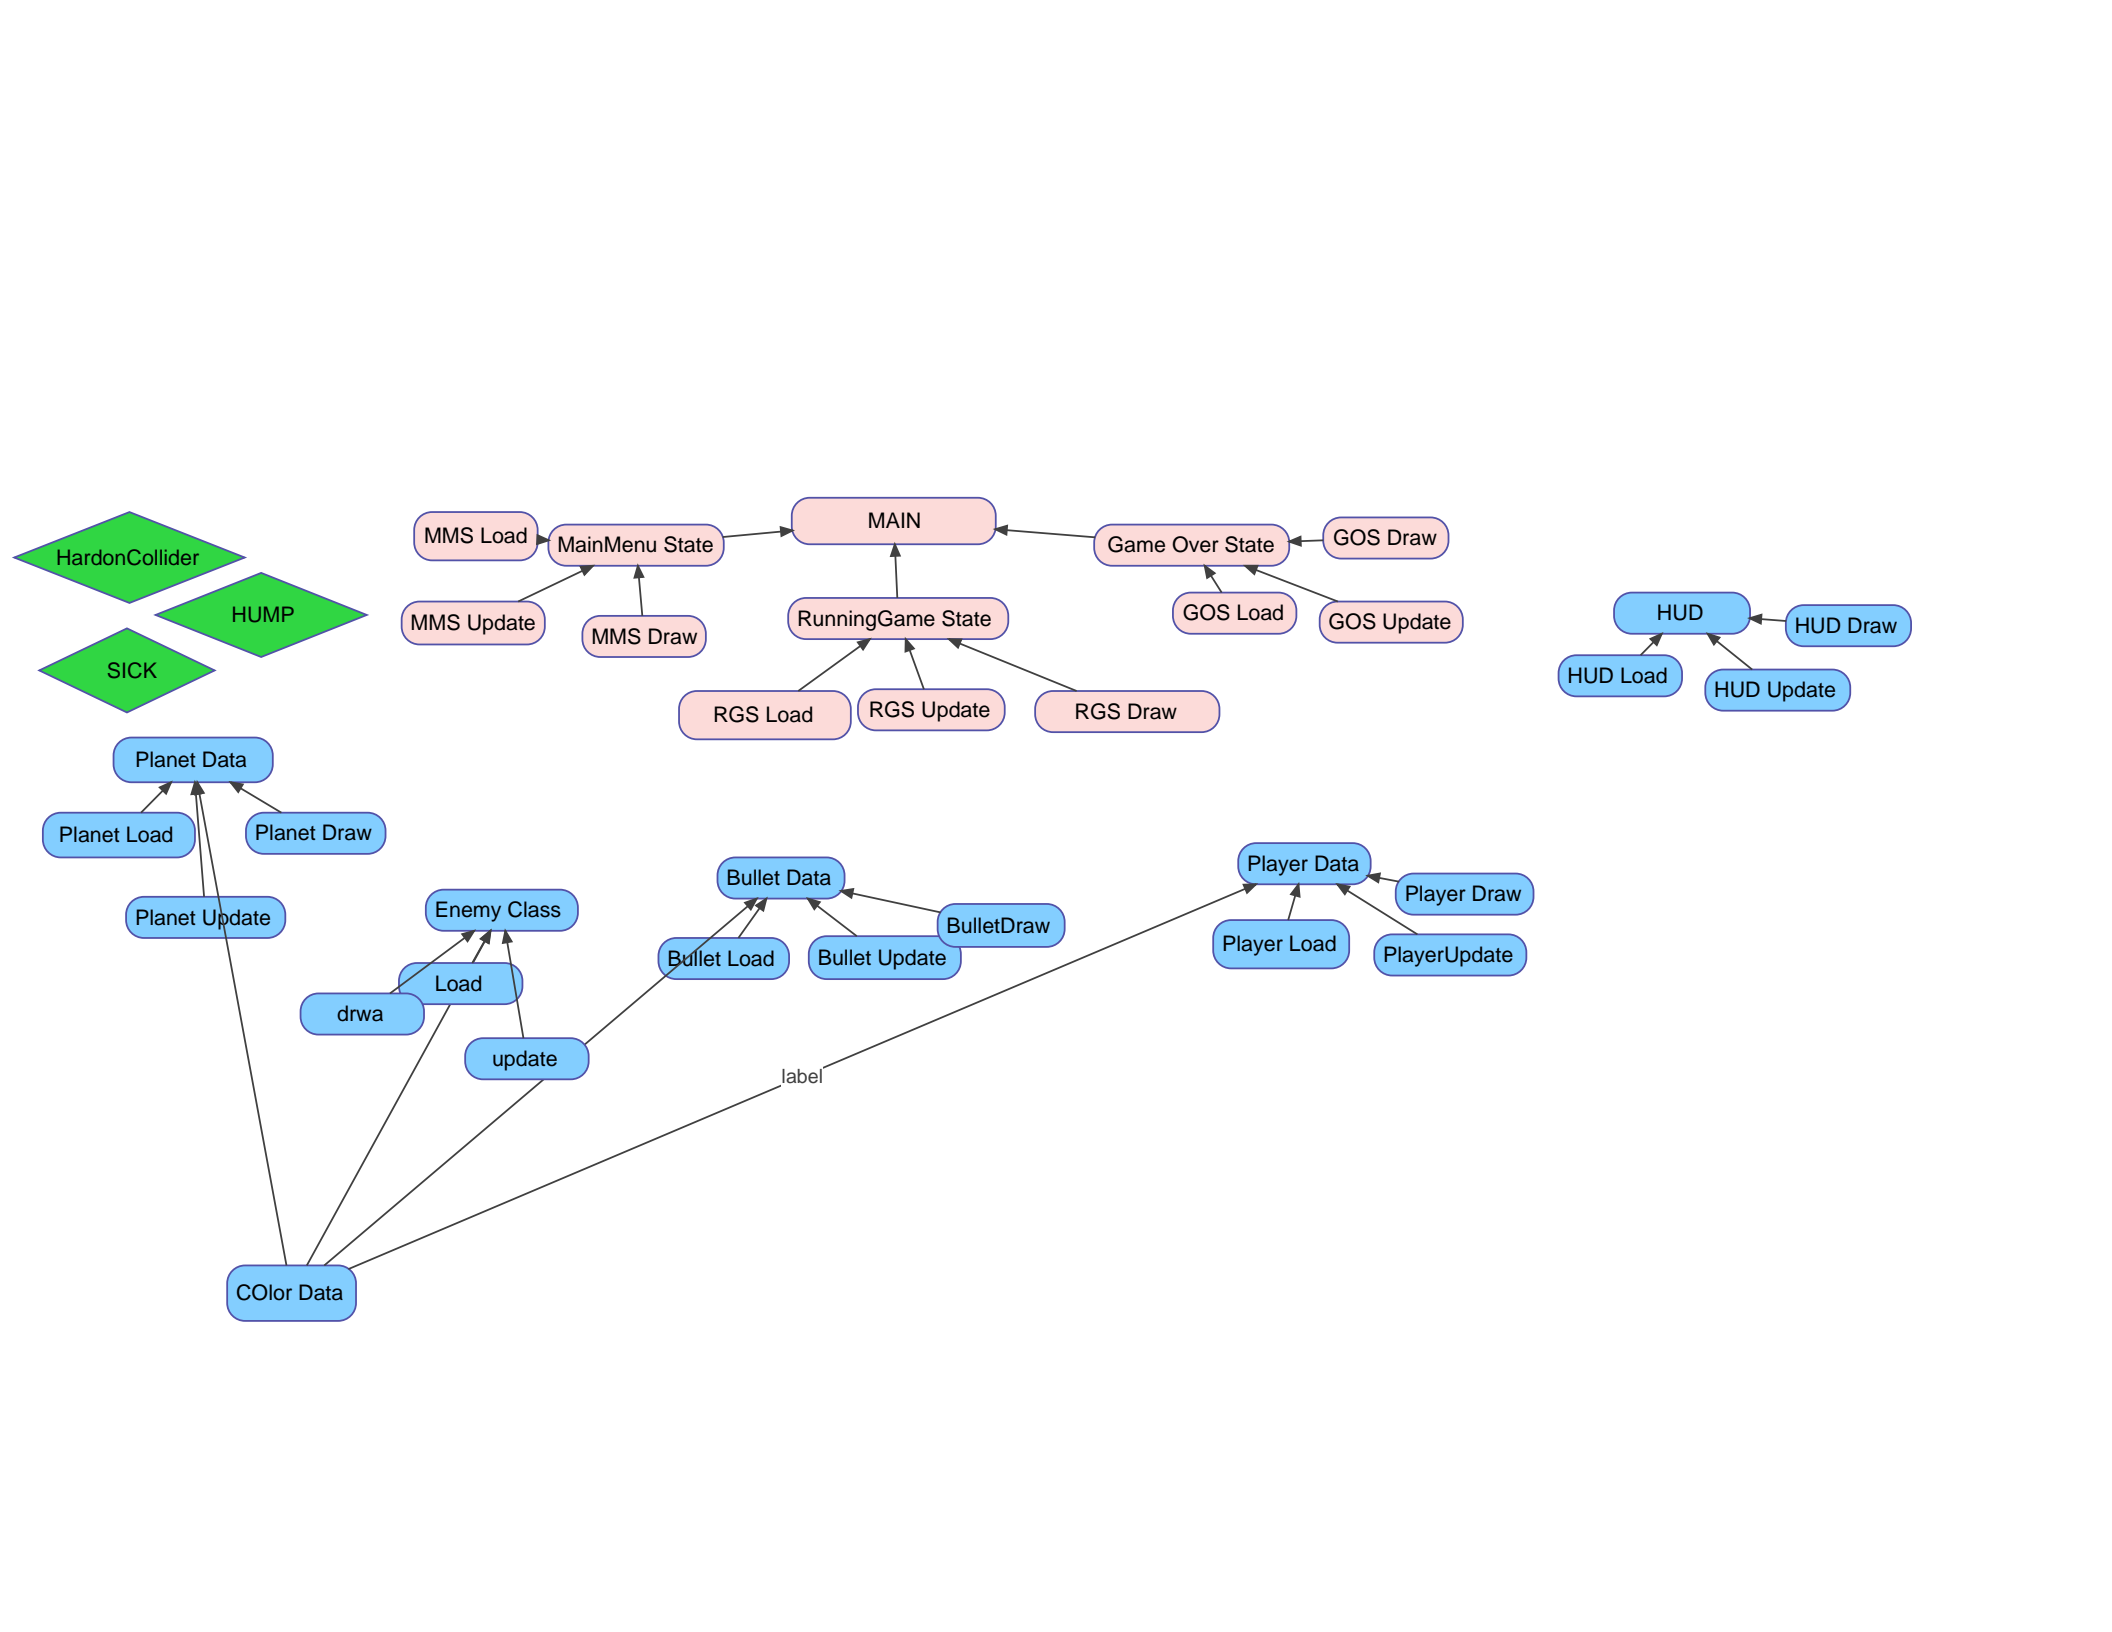 MAIN
MMS Load
MainMenu State
Game Over State
GOS Draw
HardonCollider
HUMP
SICK
MMS Update
MMS Draw
RunningGame State
GOS Load
GOS Update
HUD
HUD Draw
HUD Load
HUD Update
RGS Load
RGS Update
RGS Draw
Planet Data
Planet Load
Planet Draw
Planet Update
Enemy Class
Load
drwa
update
Bullet Data
BulletDraw
Bullet Load
Bullet Update
Player Data
Player Draw
Player Load
PlayerUpdate
label
COlor Data